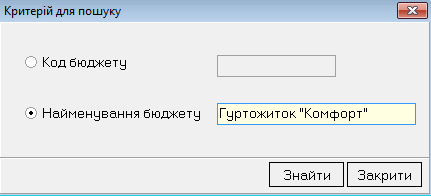 Критерій для пошуку
Код бюджету
Найменування бюджету Гуртожиток "Комфорт"
Знайти Закрити